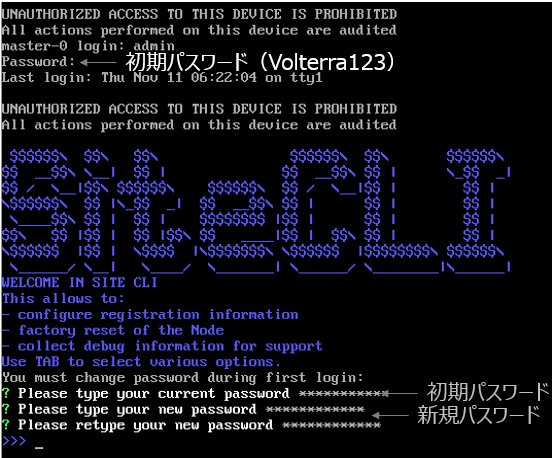 UNAUTHORIZED ACCESS TO THIS DEVICE IS PROHIBITED
All actions performed on this device are audited
master-0 login: admin
Password: 初期パスワード（Volterra123）
Last login: Thu Nov 11 06:22:04 on tty1
UNAUTHORIZED ACCESS TO THIS DEVICE IS PROHIBITED
All actions performed on this device are audited
SiteCLI
WELCOME IN SITE CLI
This allows to:
- configure registration information
- factory reset of the Node
- collect debug information for support
Use TAB to select various options.
You must change password during first login:
? Please type your current password *********** 初期パスワード
? Please type your new password ************
新規パスワード
? Please retype your new password ************
>>> _